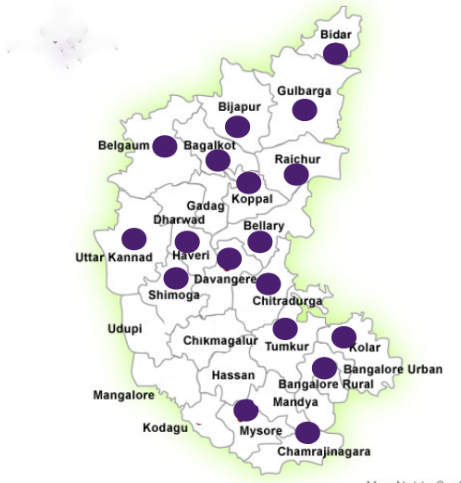 Bidar
Gulbarga
Bijapur
Belgaum
Bagalkot
Raichur
Koppal
Gadag
Dharwad
Bellary
Uttar Kannad
Haveri
Davangere
Shimoga
Chitradurga
Udupi
Chikmagalur
Tumkur
Kolar
Hassan
Bangalore Urban
Bangalore Rural
Mangalore
Mandya
Kodagu
Mysore
Chamrajinagara